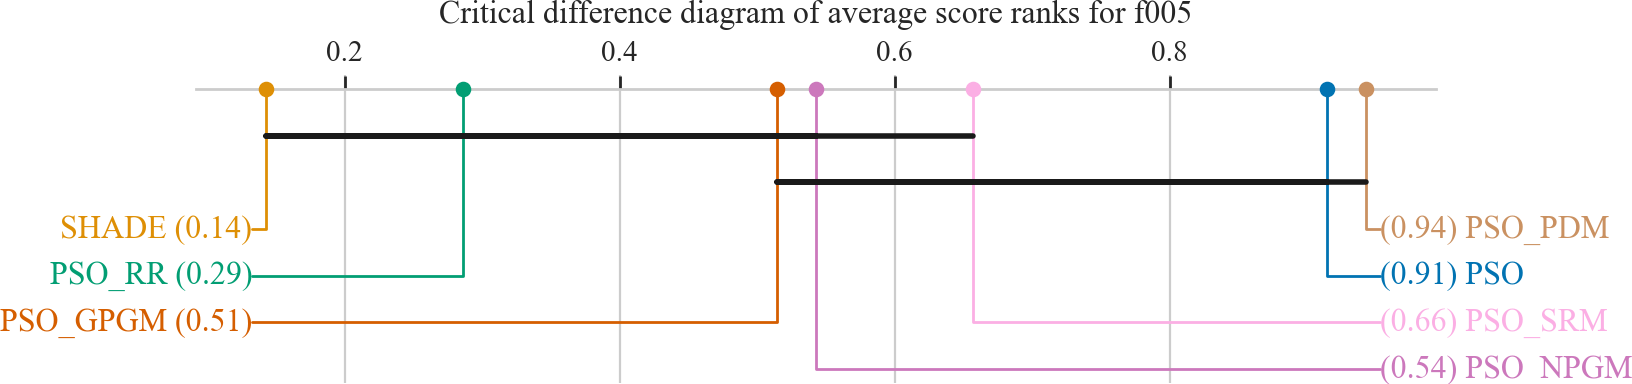 Critical difference diagram of average score ranks for f005
0.2 0.4 0.6 0.8
SHADE (0.14)
(0.94) PSO_PDM
PSO_RR (0.29)
(0.91) PSO
PSO_GPGM (0.51)
(0.66) PSO_SRM
(0.54) PSO_NPGM